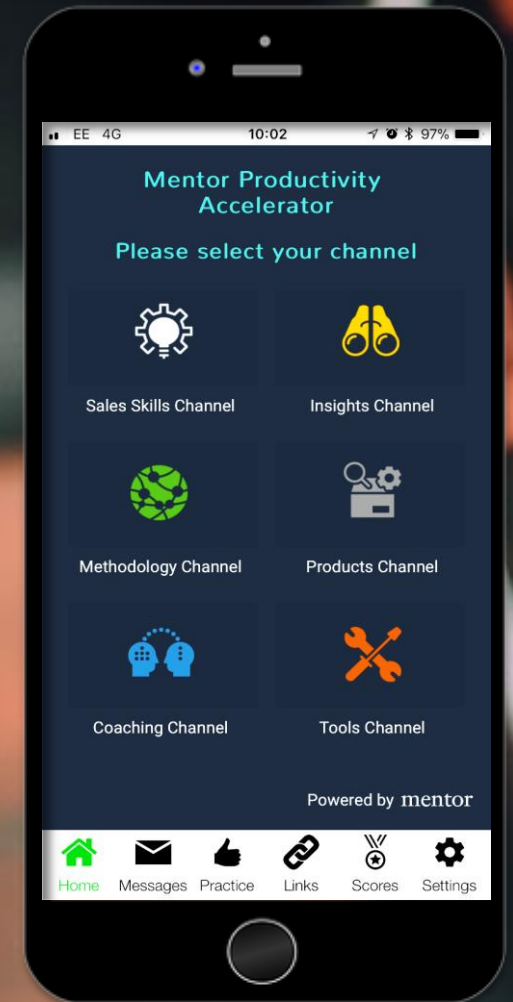 EE 4G 10:02 97%
Mentor Productivity
Accelerator
Please select your channel
Sales Skills Channel Insights Channel
Methodology Channel Products Channel
Coaching Channel Tools Channel
Powered by mentor
Home Messages Practice Links Scores Settings